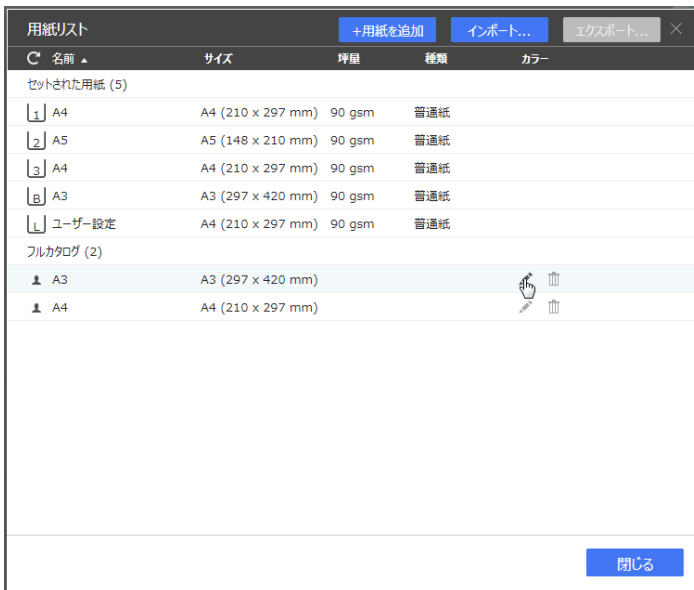 用紙リスト +用紙を追加 インポート... エクスポート...
名前 サイズ 坪量 種類 カラー
セットされた用紙 (5)
1 A4 A4 (210 x 297 mm) 90 gsm 普通紙
2 A5 A5 (148 x 210 mm) 90 gsm 普通紙
3 A4 A4 (210 x 297 mm) 90 gsm 普通紙
B A3 A3 (297 x 420 mm) 90 gsm 普通紙
L ユーザー設定 A4 (210 x 297 mm) 90 gsm 普通紙
フルカタログ (2)
A3 A3 (297 x 420 mm)
A4 A4 (210 x 297 mm)
閉じる